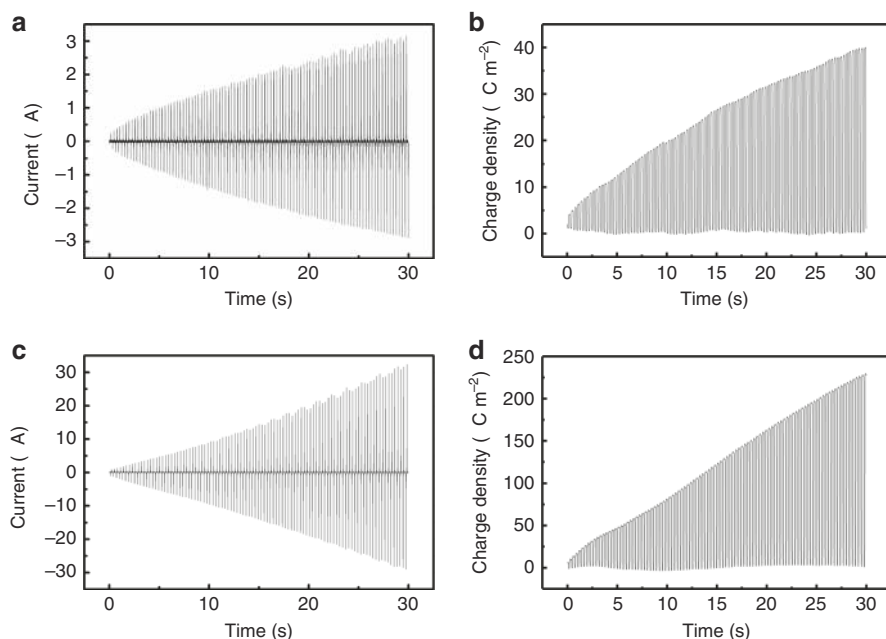 a
3
2
1
0
–1
–2
–3
Current ( A)
0 10 20 30
Time (s)
b
40
30
20
10
0
Charge density ( C m–2)
0 5 10 15 20 25 30
Time (s)
c
30
20
10
0
–10
–20
–30
Current ( A)
0 10 20 30
Time (s)
d
250
200
150
100
50
0
Charge density ( C m–2)
0 5 10 15 20 25 30
Time (s)